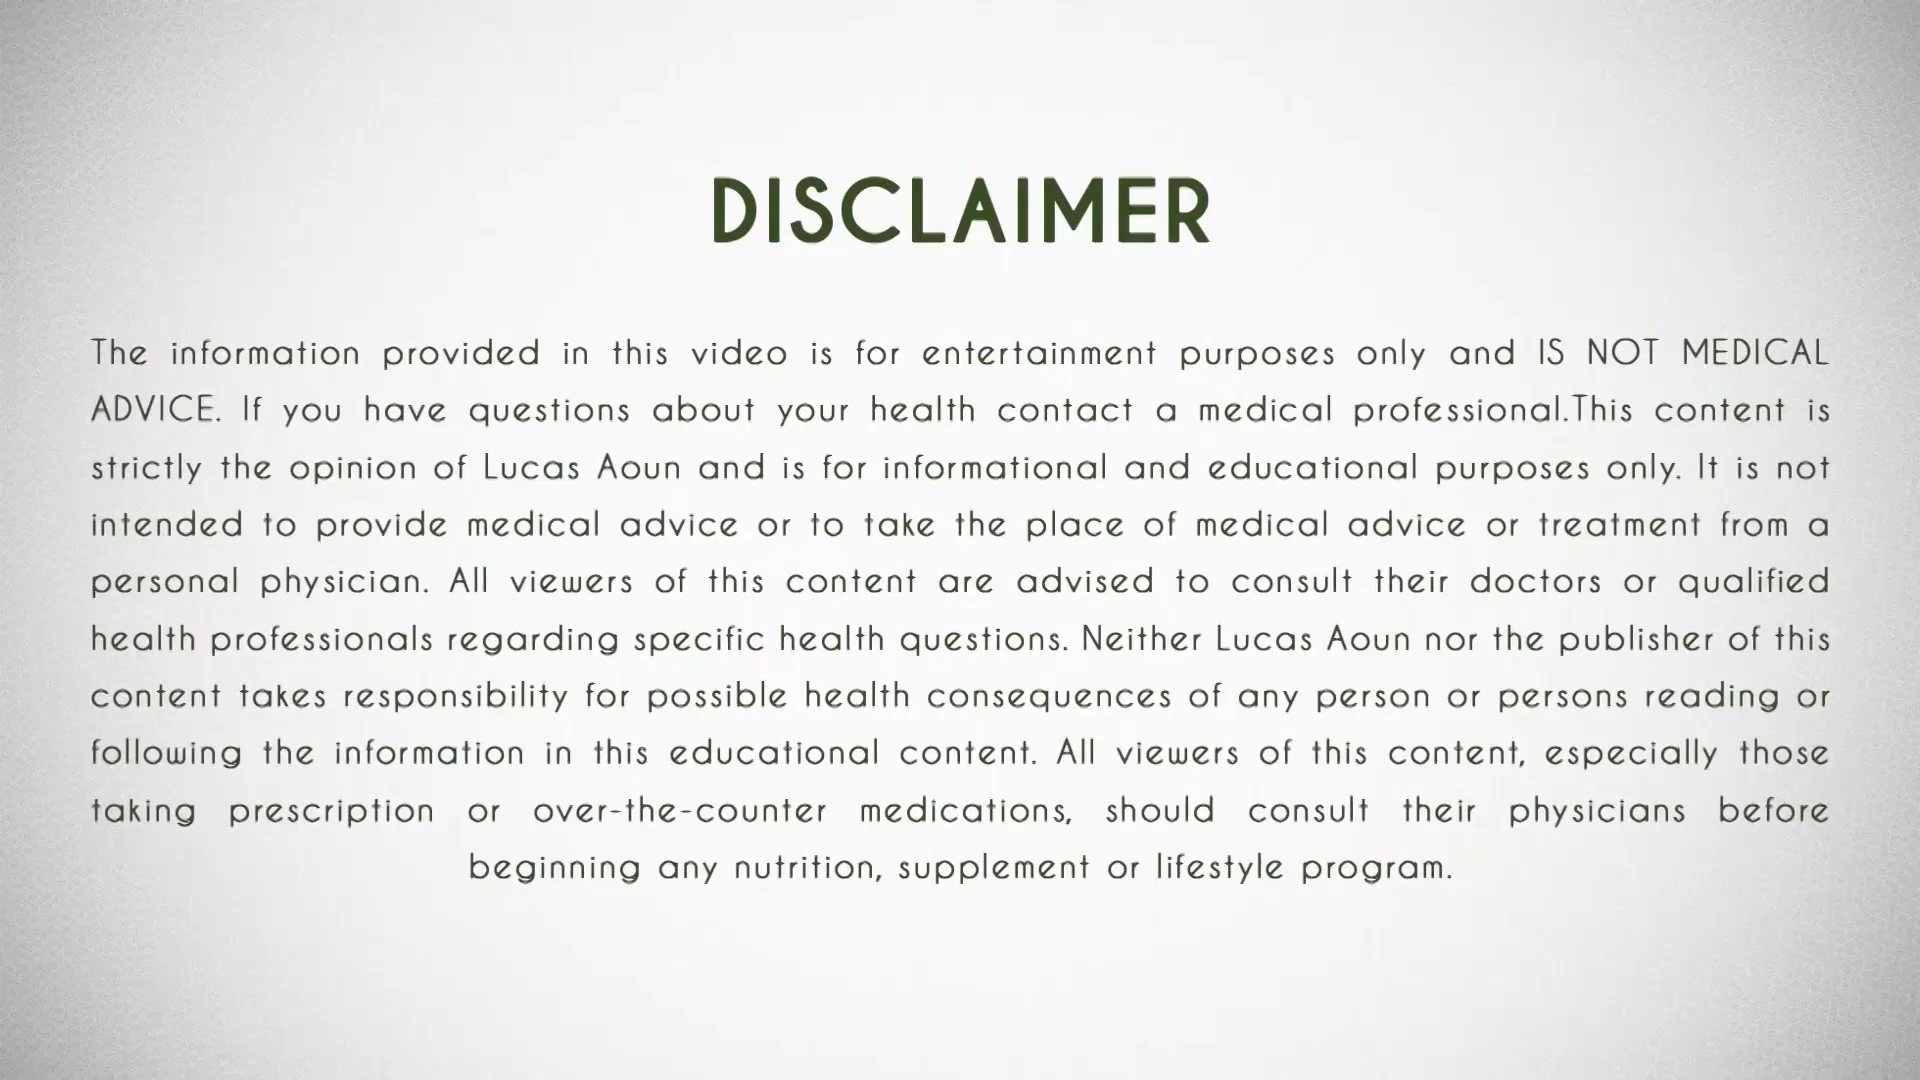 DISCLAIMER
The information provided in this video is for entertainment purposes only and IS NOT MEDICAL
ADVICE. If you have questions about your health contact a medical professional.This content is
strictly the opinion of Lucas Aoun and is for informational and educational purposes only. It is not
intended to provide medical advice or to take the place of medical advice or treatment from a
personal physician. All viewers of this content are advised to consult their doctors or qualified
health professionals regarding specific health questions. Neither Lucas Aoun nor the publisher of this
content takes responsibility for possible health consequences of any person or persons reading or
following the information in this educational content. All viewers of this content, especially those
taking prescription or over-the-counter medications, should consult their physicians before
beginning any nutrition, supplement or lifestyle program.